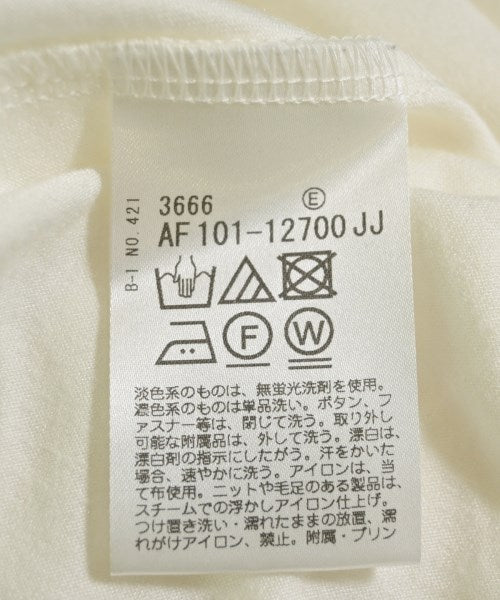 B-I NO. 421
3666 Ⓔ
AF 101-12700 JJ
F W
淡色系のものは、無蛍光洗剤を使用。
濃色系のものは単品洗い。ボタン、フ
ァスナー等は、閉じて洗う。取り外し
可能な附属品は、外して洗う。漂白は、
漂白剤の指示にしたがう。汗をかいた
場合、速やかに洗う。アイロンは、当
て布使用。ニットや毛足のある製品は、
スチームでの浮かしアイロン仕上げ。
つけ置き洗い・濡れたままの放置、濡
れがけアイロン、禁止。附属・プリン